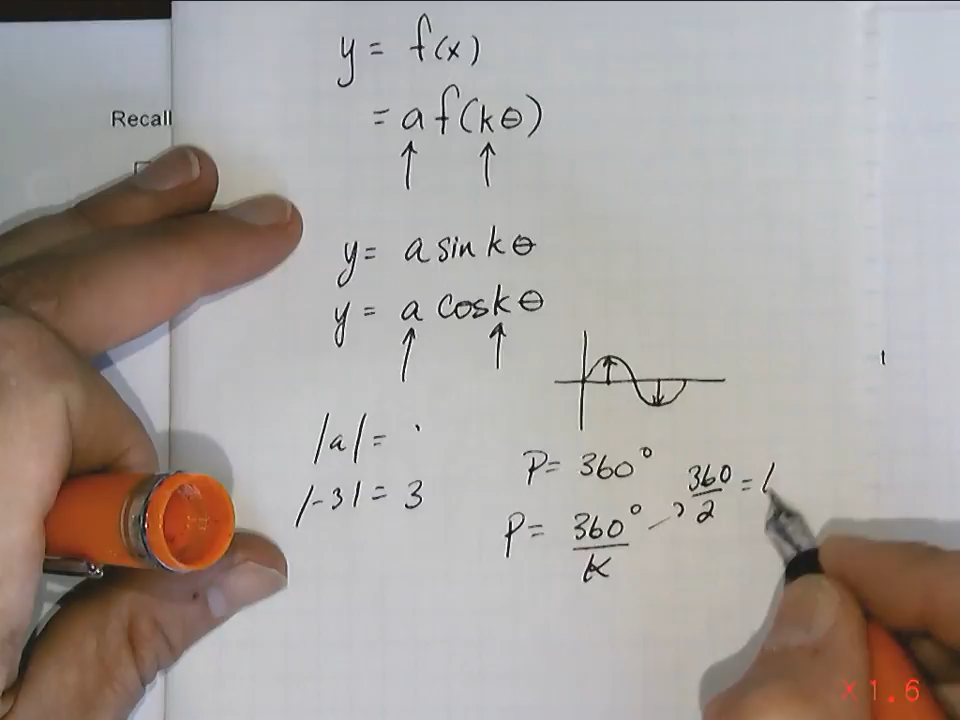 y = f(x)
Recall
= a f(kθ)
y = a sin kθ
y = a cos kθ
|a| =
|-3| = 3
P = 360°
P = 360°/k → 360/2 = 1
×1.6